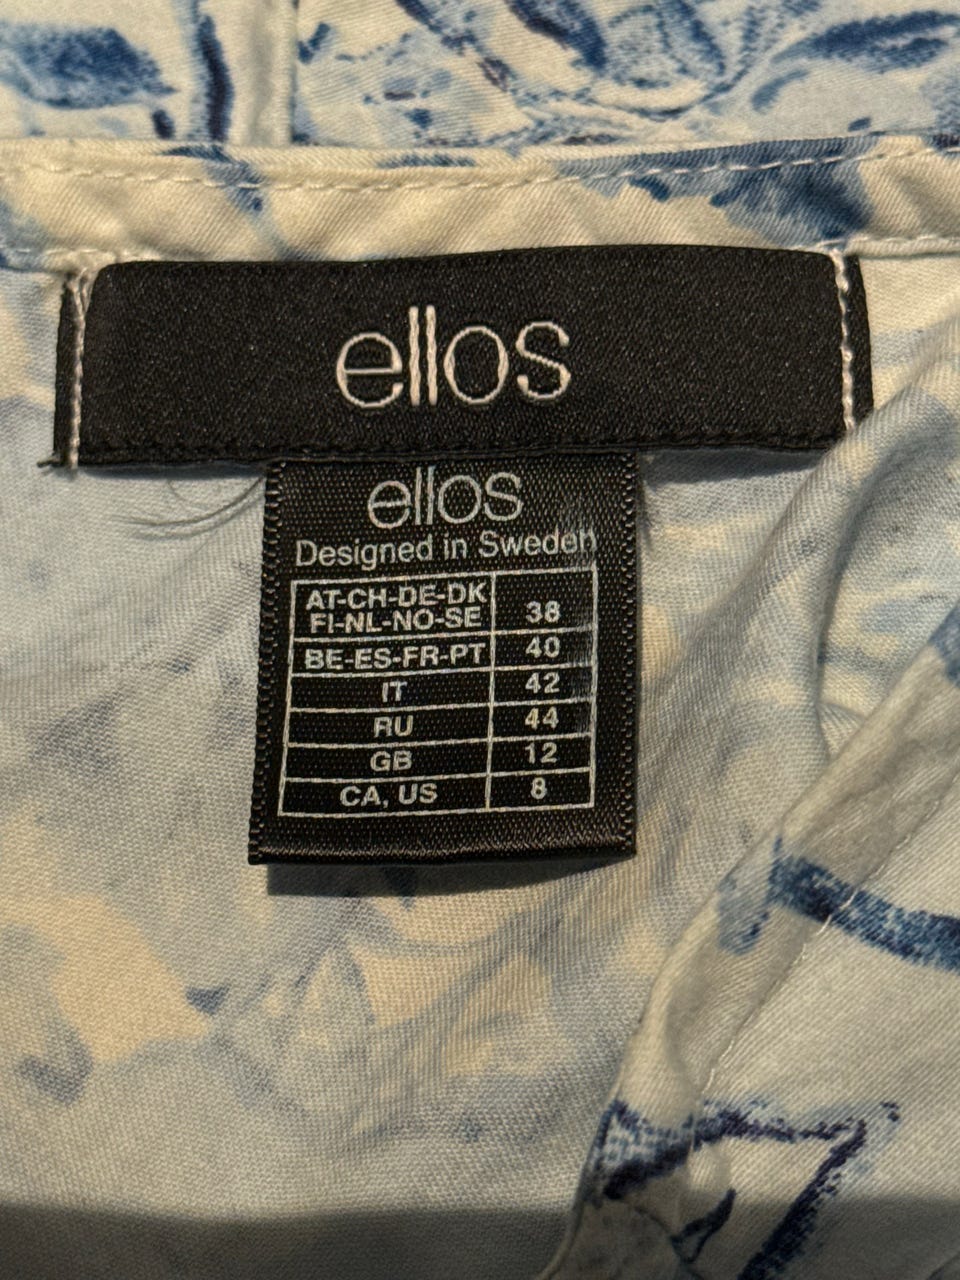 ellos
ellos
Designed in Sweden
AT-CH-DE-DK
FI-NL-NO-SE 38
BE-ES-FR-PT 40
IT 42
RU 44
GB 12
CA, US 8